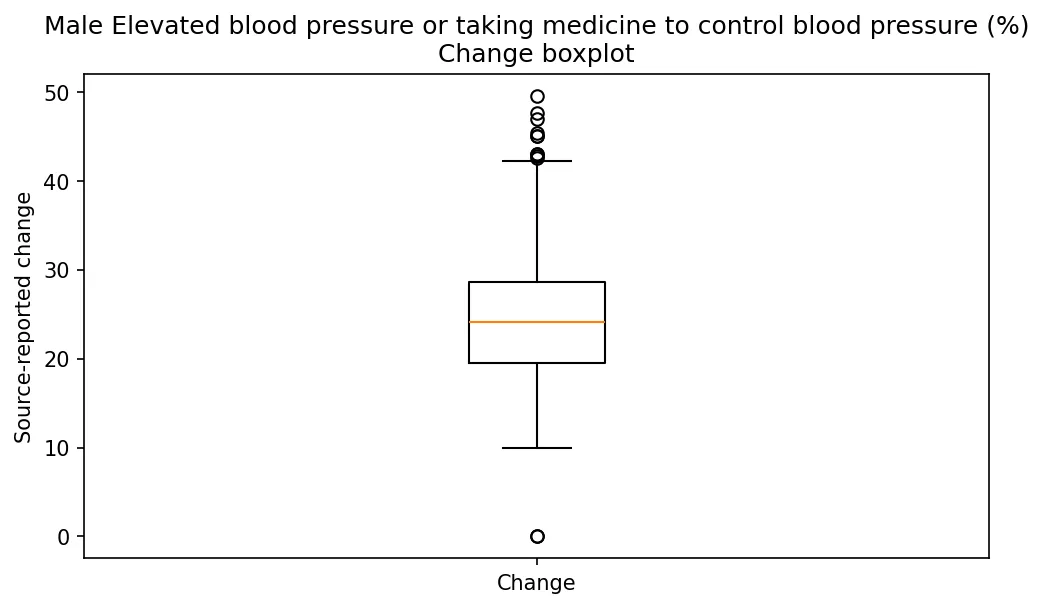 Male Elevated blood pressure or taking medicine to control blood pressure (%)
Change boxplot
Source-reported change
50
40
30
20
10
0
Change